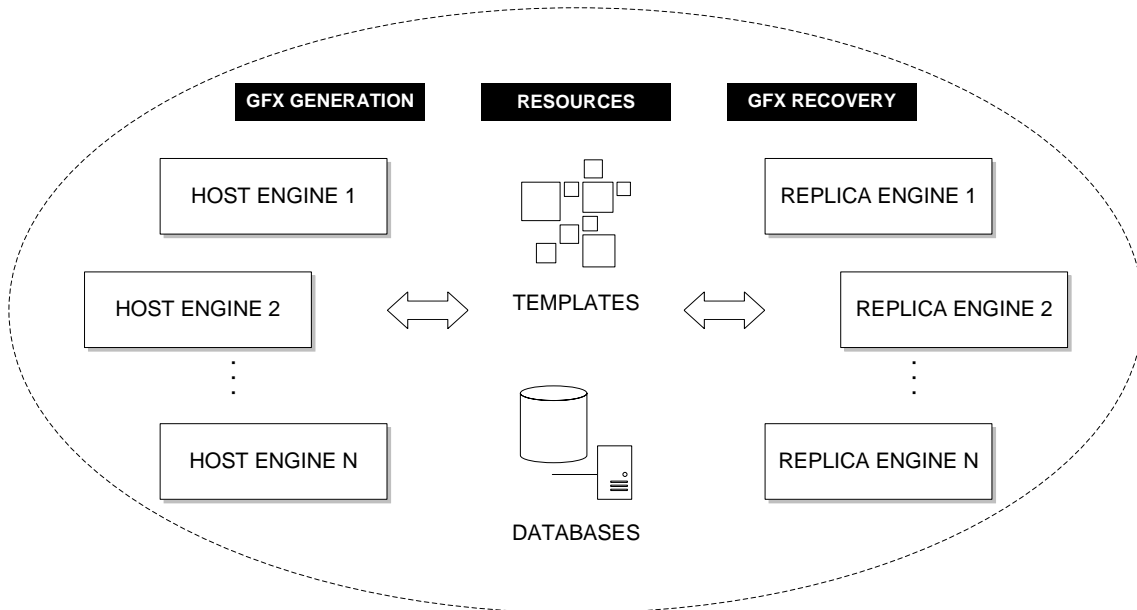 GFX GENERATION
RESOURCES
GFX RECOVERY
HOST ENGINE 1
REPLICA ENGINE 1
HOST ENGINE 2
TEMPLATES
REPLICA ENGINE 2
HOST ENGINE N
REPLICA ENGINE N
DATABASES